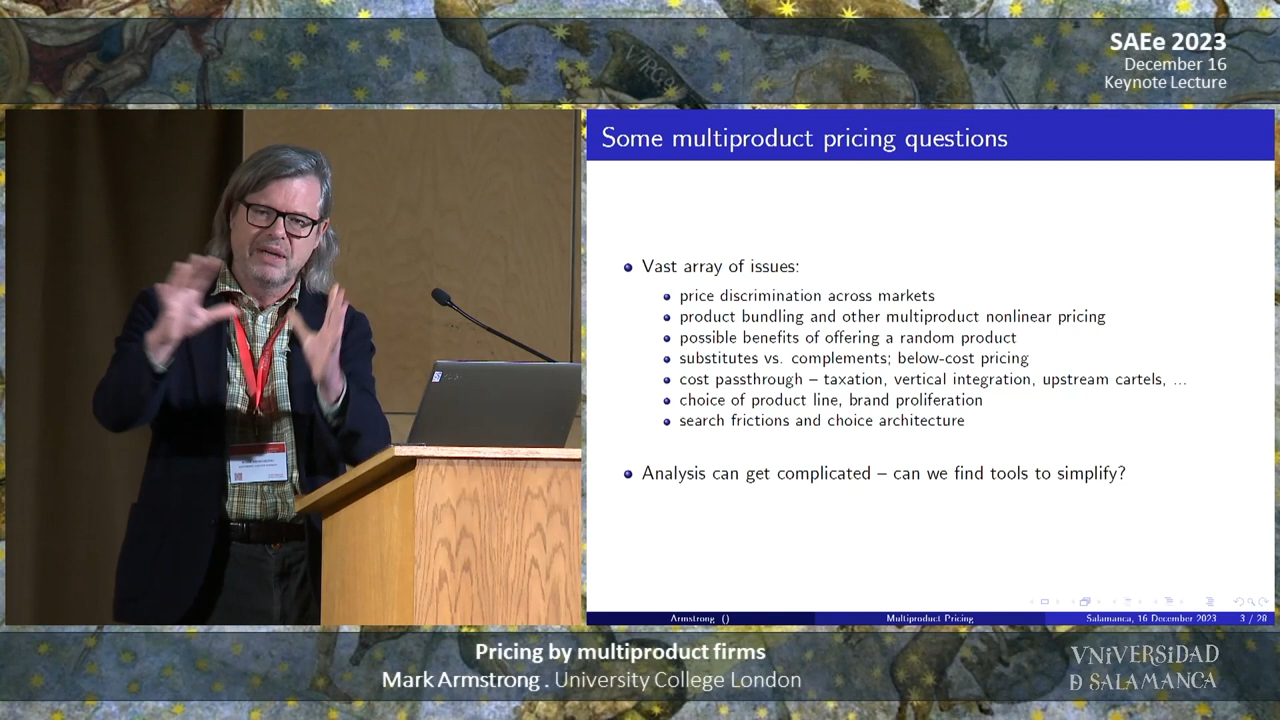 SAEe 2023
December 16
Keynote Lecture
Some multiproduct pricing questions
Vast array of issues:
price discrimination across markets
product bundling and other multiproduct nonlinear pricing
possible benefits of offering a random product
substitutes vs. complements; below-cost pricing
cost passthrough – taxation, vertical integration, upstream cartels, ...
choice of product line, brand proliferation
search frictions and choice architecture
Analysis can get complicated – can we find tools to simplify?
Armstrong ()
Multiproduct Pricing
Salamanca, 16 December 2023
3 / 28
Pricing by multiproduct firms
Mark Armstrong . University College London
VNiVERSiDAD
Ð SALAMANCA